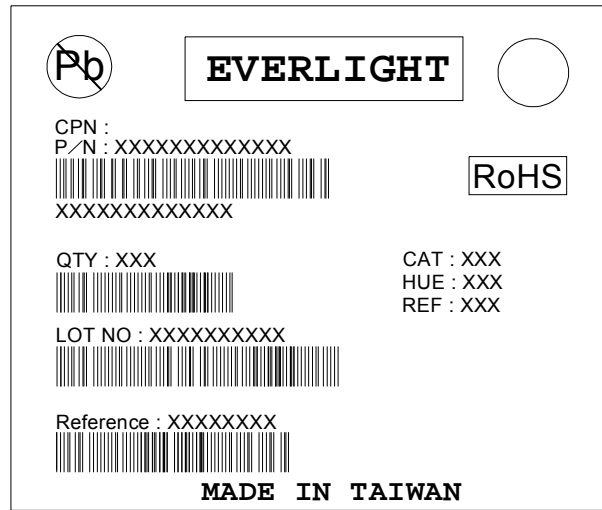 Pb
EVERLIGHT
CPN :
P/N : XXXXXXXXXXXXX
RoHS
XXXXXXXXXXXXX
QTY : XXX
CAT : XXX
HUE : XXX
REF : XXX
LOT NO : XXXXXXXXXX
Reference : XXXXXXXX
MADE IN TAIWAN